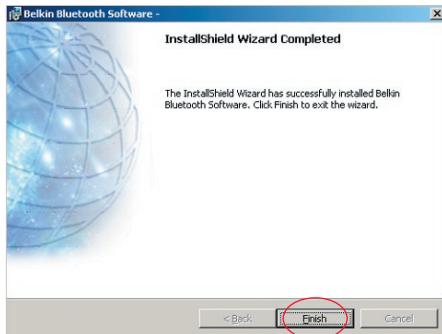 Belkin Bluetooth Software -
InstallShield Wizard Completed
The InstallShield Wizard has successfully installed Belkin
Bluetooth Software. Click Finish to exit the wizard.
< Back
Finish
Cancel